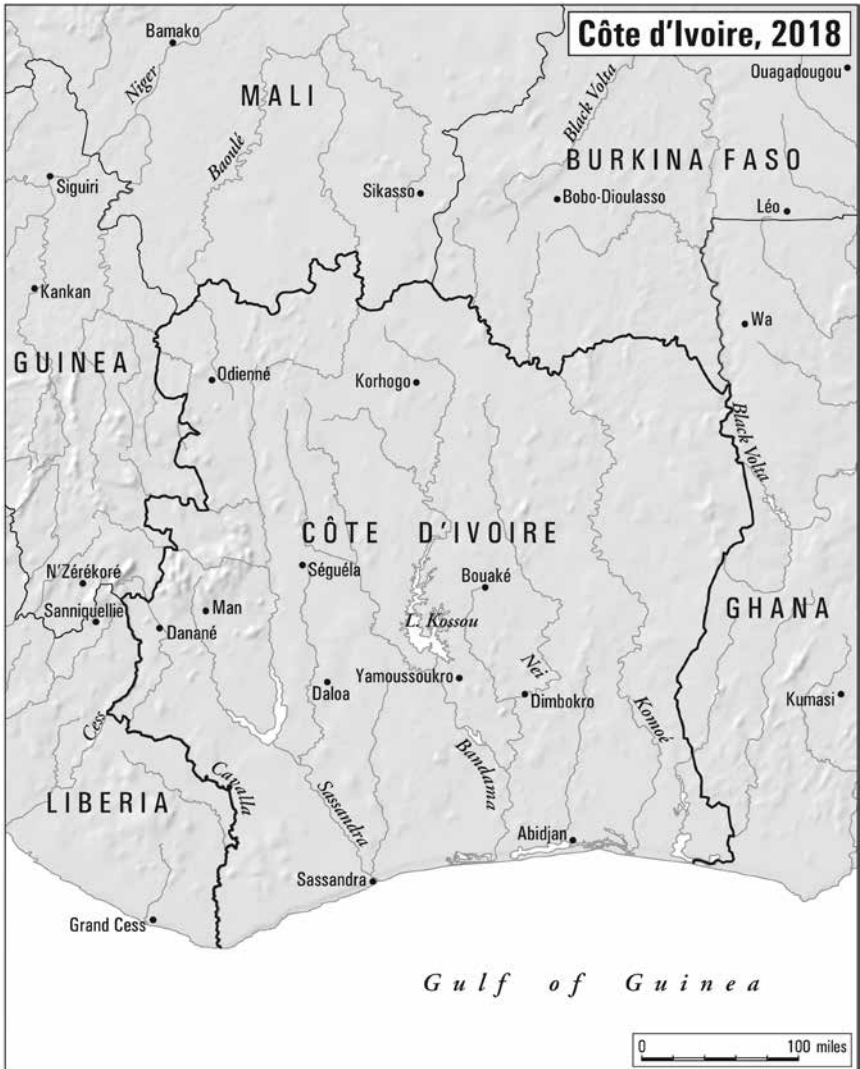 Côte d'Ivoire, 2018
Bamako
Ouagadougou
Niger
MALI
Black Volta
Baoulé
BURKINA FASO
Siguiri
Sikasso
Bobo-Dioulasso
Léo
Kankan
Wa
GUINEA
Odienné
Korhogo
Black Volta
CÔTE D'IVOIRE
N'Zérékoré
Séguéla
Bouaké
Sanniquellie
Man
L. Kossou
GHANA
Danané
Daloa
Yamoussoukro
Nei
Dimbokro
Kumasi
Cess
Komoé
Cavalla
Bandama
LIBERIA
Sassandra
Abidjan
Sassandra
Grand Cess
Gulf of Guinea
0 100 miles